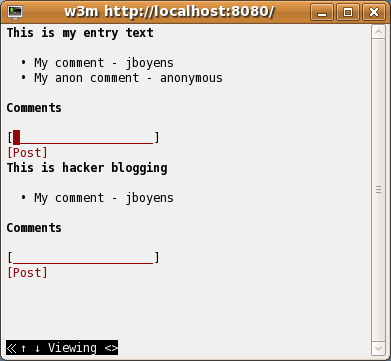 w3m http://localhost:8080/
This is my entry text
• My comment - jboyens
• My anon comment - anonymous
Comments
[____________________]
[Post]
This is hacker blogging
• My comment - jboyens
Comments
[____________________]
[Post]
≪ ↑ ↓ Viewing <>